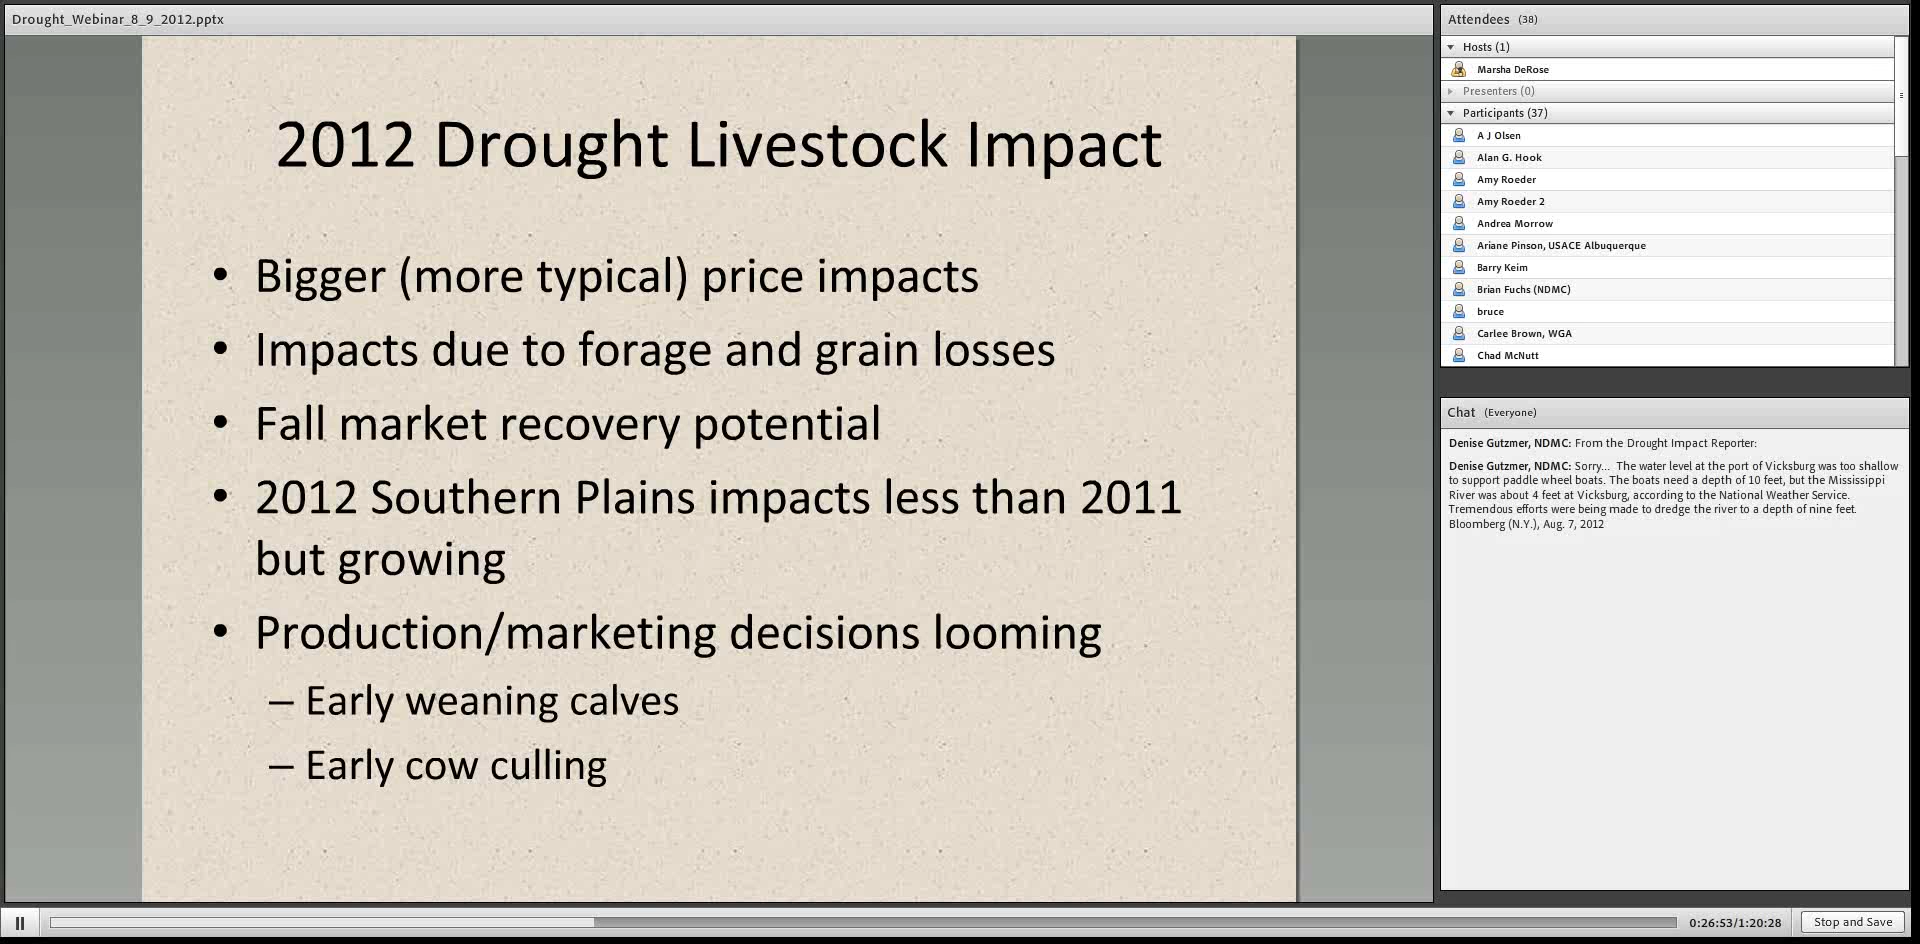 Drought_Webinar_8_9_2012.pptx
2012 Drought Livestock Impact
• Bigger (more typical) price impacts
• Impacts due to forage and grain losses
• Fall market recovery potential
• 2012 Southern Plains impacts less than 2011
but growing
• Production/marketing decisions looming
– Early weaning calves
– Early cow culling
Attendees (38)
Hosts (1)
Marsha DeRose
Presenters (0)
Participants (37)
A J Olsen
Alan G. Hook
Amy Roeder
Amy Roeder 2
Andrea Morrow
Ariane Pinson, USACE Albuquerque
Barry Keim
Brian Fuchs (NDMC)
bruce
Carlee Brown, WGA
Chad McNutt
Chat (Everyone)
Denise Gutzmer, NDMC: From the Drought Impact Reporter:
Denise Gutzmer, NDMC: Sorry... The water level at the port of Vicksburg was too shallow
to support paddle wheel boats. The boats need a depth of 10 feet, but the Mississippi
River was about 4 feet at Vicksburg, according to the National Weather Service.
Tremendous efforts were being made to dredge the river to a depth of nine feet.
Bloomberg (N.Y.), Aug. 7, 2012
0:26:53/1:20:28
Stop and Save